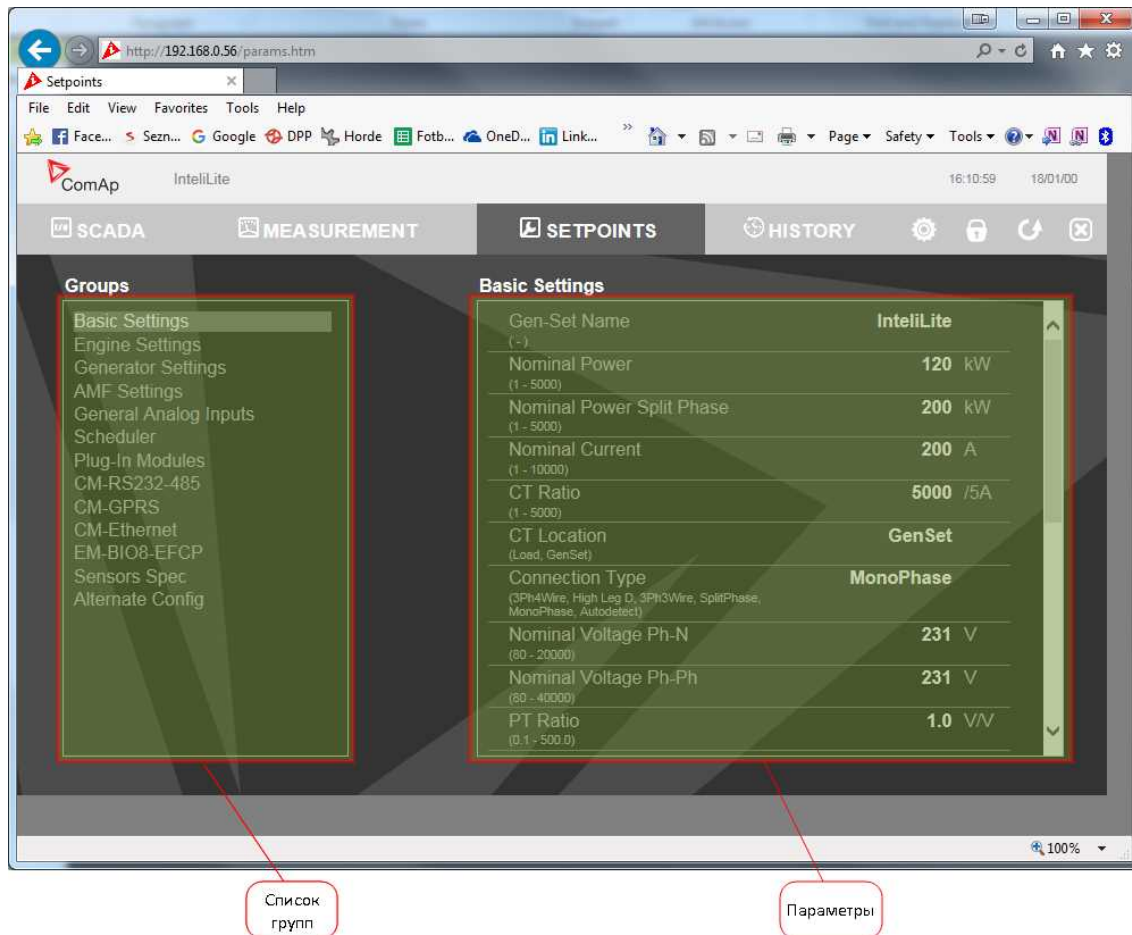 http://192.168.0.56/params.htm
Setpoints
File Edit View Favorites Tools Help
Face... Sezn... Google DPP Horde Fotb... OneD... Link... » Page Safety Tools
ComAp InteliLite 16:10:59 18/01/00
SCADA MEASUREMENT SETPOINTS HISTORY
Groups
Basic Settings
Engine Settings
Generator Settings
AMF Settings
General Analog Inputs
Scheduler
Plug-In Modules
CM-RS232-485
CM-GPRS
CM-Ethernet
EM-BIO8-EFCP
Sensors Spec
Alternate Config
Basic Settings
Gen-Set Name InteliLite
( - )
Nominal Power 120 kW
(1 - 5000)
Nominal Power Split Phase 200 kW
(1 - 5000)
Nominal Current 200 A
(1 - 10000)
CT Ratio 5000 /5A
(1 - 5000)
CT Location GenSet
(Load, GenSet)
Connection Type MonoPhase
(3Ph4Wire, High Leg D, 3Ph3Wire, SplitPhase,
MonoPhase, Autodetect)
Nominal Voltage Ph-N 231 V
(80 - 20000)
Nominal Voltage Ph-Ph 231 V
(80 - 40000)
PT Ratio 1.0 V/V
(0.1 - 500.0)
100%
Список
групп
Параметры